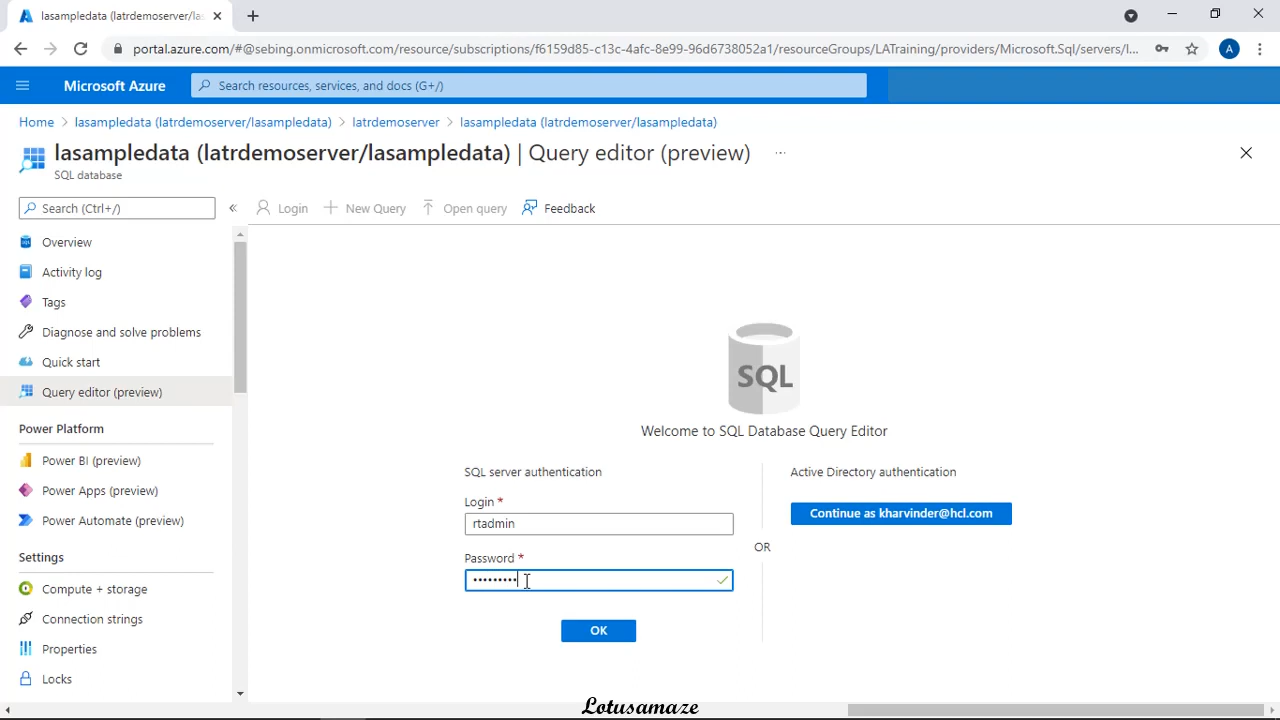 lasampledata (latrdemoserver/las
portal.azure.com/#@sebing.onmicrosoft.com/resource/subscriptions/f6159d85-c13c-4afc-8e99-96d6738052a1/resourceGroups/LATraining/providers/Microsoft.Sql/servers/l...
A
Microsoft Azure
Search resources, services, and docs (G+/)
Home > lasampledata (latrdemoserver/lasampledata) > latrdemoserver > lasampledata (latrdemoserver/lasampledata)
lasampledata (latrdemoserver/lasampledata) | Query editor (preview) ...
SQL database
Search (Ctrl+/)
«
Login
New Query
Open query
Feedback
Overview
Activity log
Tags
Diagnose and solve problems
Quick start
Query editor (preview)
Power Platform
Power BI (preview)
Power Apps (preview)
Power Automate (preview)
Settings
Compute + storage
Connection strings
Properties
Locks
SQL
Welcome to SQL Database Query Editor
SQL server authentication
Login *
rtadmin
Password *
•••••••••
OK
OR
Active Directory authentication
Continue as kharvinder@hcl.com
Lotusamaze